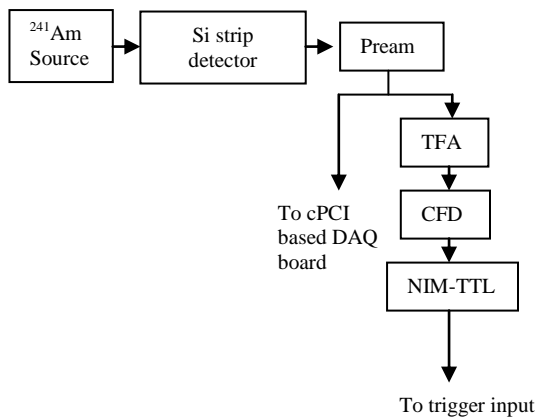 ²⁴¹Am
Source
Si strip
detector
Pream
TFA
To cPCI
based DAQ
board
CFD
NIM-TTL
To trigger input